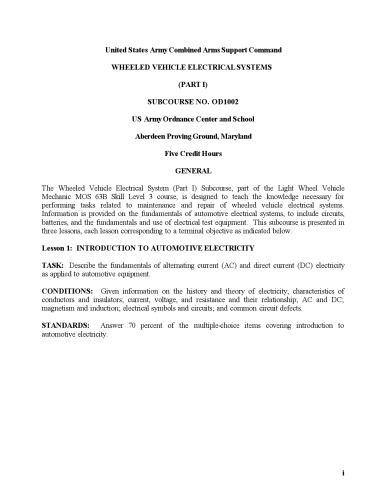 United States Army Combined Arms Support Command
WHEELED VEHICLE ELECTRICAL SYSTEMS
(PART I)
SUBCOURSE NO. OD1002
US Army Ordnance Center and School
Aberdeen Proving Ground, Maryland
Five Credit Hours
GENERAL
The Wheeled Vehicle Electrical System (Part I) Subcourse, part of the Light Wheel Vehicle
Mechanic MOS 63B Skill Level 3 course, is designed to teach the knowledge necessary for
performing tasks related to maintenance and repair of wheeled vehicle electrical systems.
Information is provided on the fundamentals of automotive electrical systems, to include circuits,
batteries, and the fundamentals and use of electrical test equipment. This subcourse is presented in
three lessons, each lesson corresponding to a terminal objective as indicated below.
Lesson 1: INTRODUCTION TO AUTOMOTIVE ELECTRICITY
TASK: Describe the fundamentals of alternating current (AC) and direct current (DC) electricity
as applied to automotive equipment.
CONDITIONS: Given information on the history and theory of electricity; characteristics of
conductors and insulators; current, voltage, and resistance and their relationship; AC and DC;
magnetism and induction; electrical symbols and circuits; and common circuit defects.
STANDARDS: Answer 70 percent of the multiple-choice items covering introduction to
automotive electricity.
i